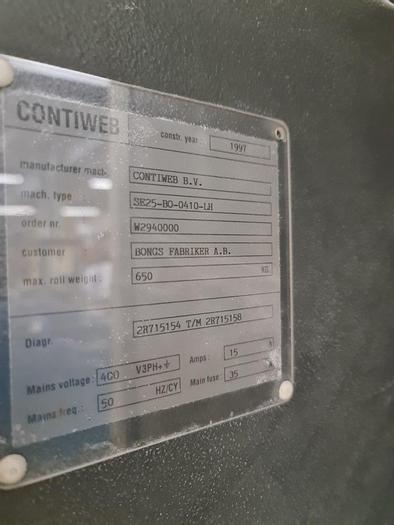 CONTIWEB constr. year 1997
manufacturer mach. CONTIWEB B.V.
mach. type SE25-BO-0410-LH
order nr. W2940000
customer BONGS FABRIKER A.B.
max. roll weight : 650 KG
Diagr. 2R715154 T/M 2R715158
Mains voltage : 400 V3PH+⏚ Amps : 15 A
Mains freq.: 50 HZ/CY Main fuse : 35 A